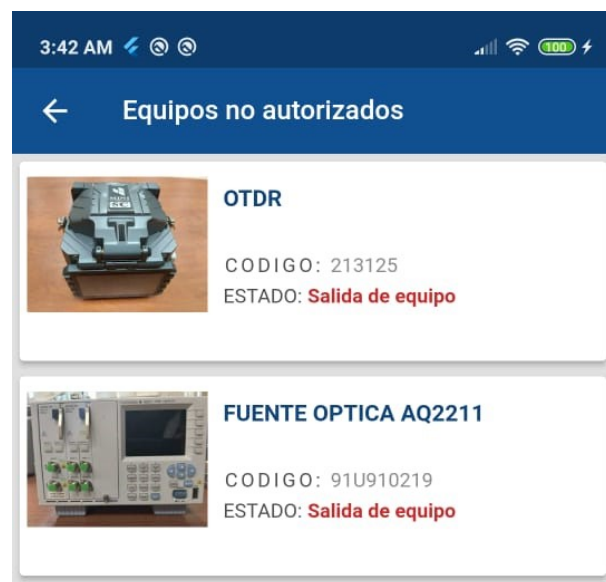 3:42 AM
100
Equipos no autorizados
OTDR
CODIGO: 213125
ESTADO: Salida de equipo
FUENTE OPTICA AQ2211
CODIGO: 91U910219
ESTADO: Salida de equipo